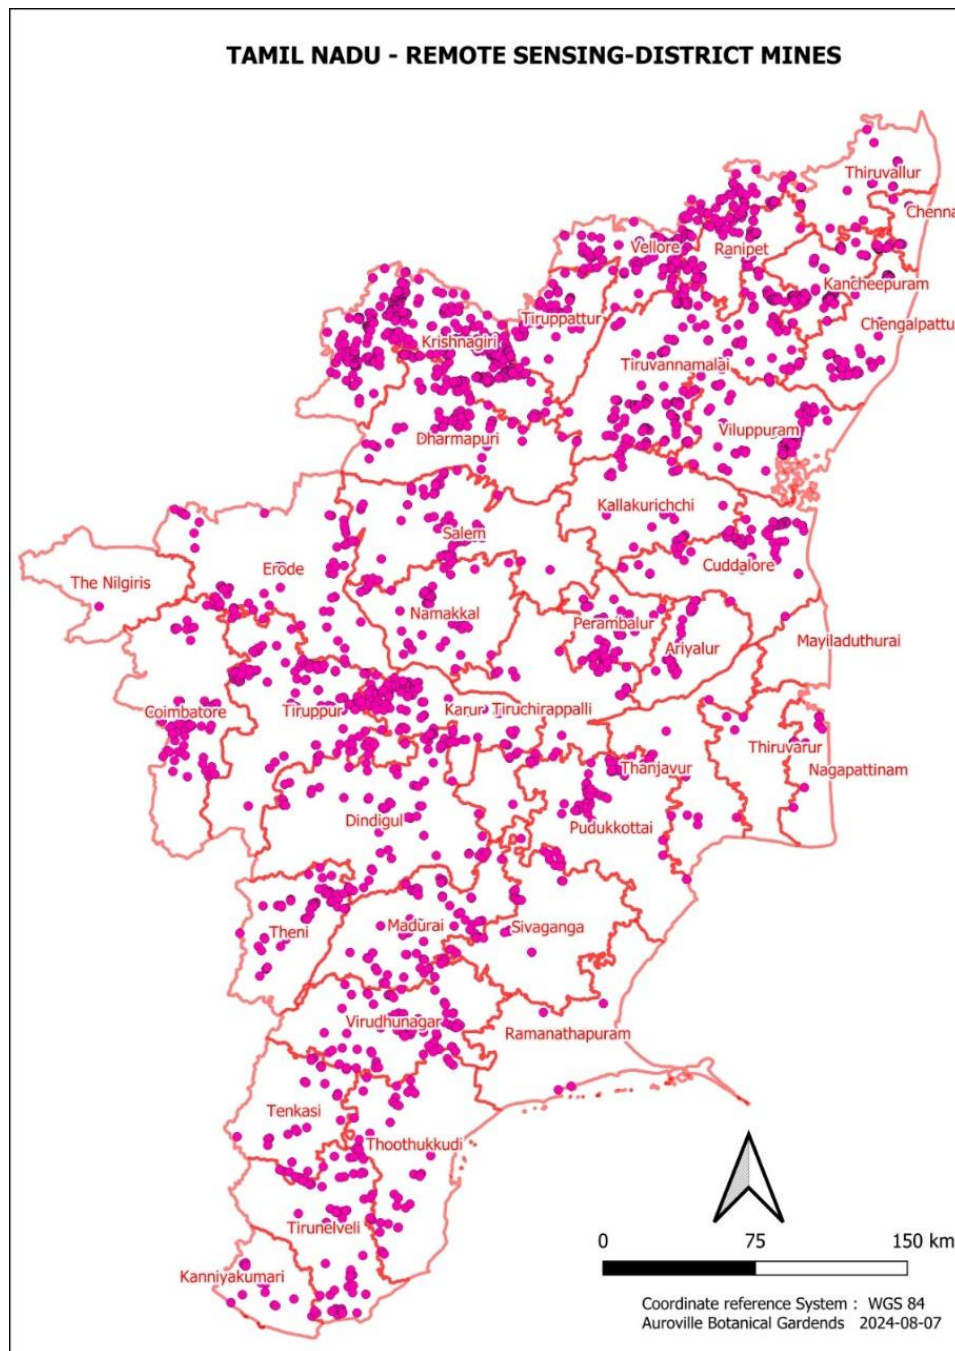 TAMIL NADU - REMOTE SENSING-DISTRICT MINES
Thiruvallur
Chenna
Vellore
Ranipet
Kancheepuram
Tiruppattur
Chengalpattu
Krishnagiri
Tiruvannamalai
Viluppuram
Dharmapuri
Kallakurichchi
Salem
Cuddalore
The Nilgiris
Erode
Namakkal
Perambalur
Ariyalur
Mayiladuthurai
Coimbatore
Tiruppur
Karur
Tiruchirappalli
Thiruvarur
Thanjavur
Nagapattinam
Dindigul
Pudukkottai
Theni
Madurai
Sivaganga
Virudhunagar
Ramanathapuram
Tenkasi
Thoothukkudi
Tirunelveli
Kanniyakumari
0 75 150 km
Coordinate reference System : WGS 84
Auroville Botanical Gardends 2024-08-07